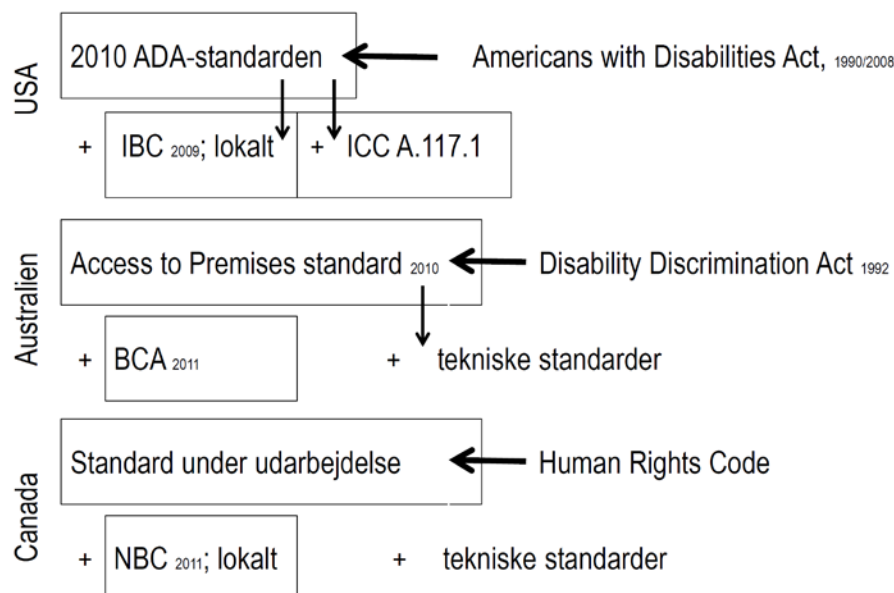 USA
2010 ADA-standarden
Americans with Disabilities Act, 1990/2008
+ IBC 2009; lokalt + ICC A.117.1
Australien
Access to Premises standard 2010
Disability Discrimination Act 1992
+ BCA 2011 + tekniske standarder
Canada
Standard under udarbejdelse
Human Rights Code
+ NBC 2011; lokalt + tekniske standarder